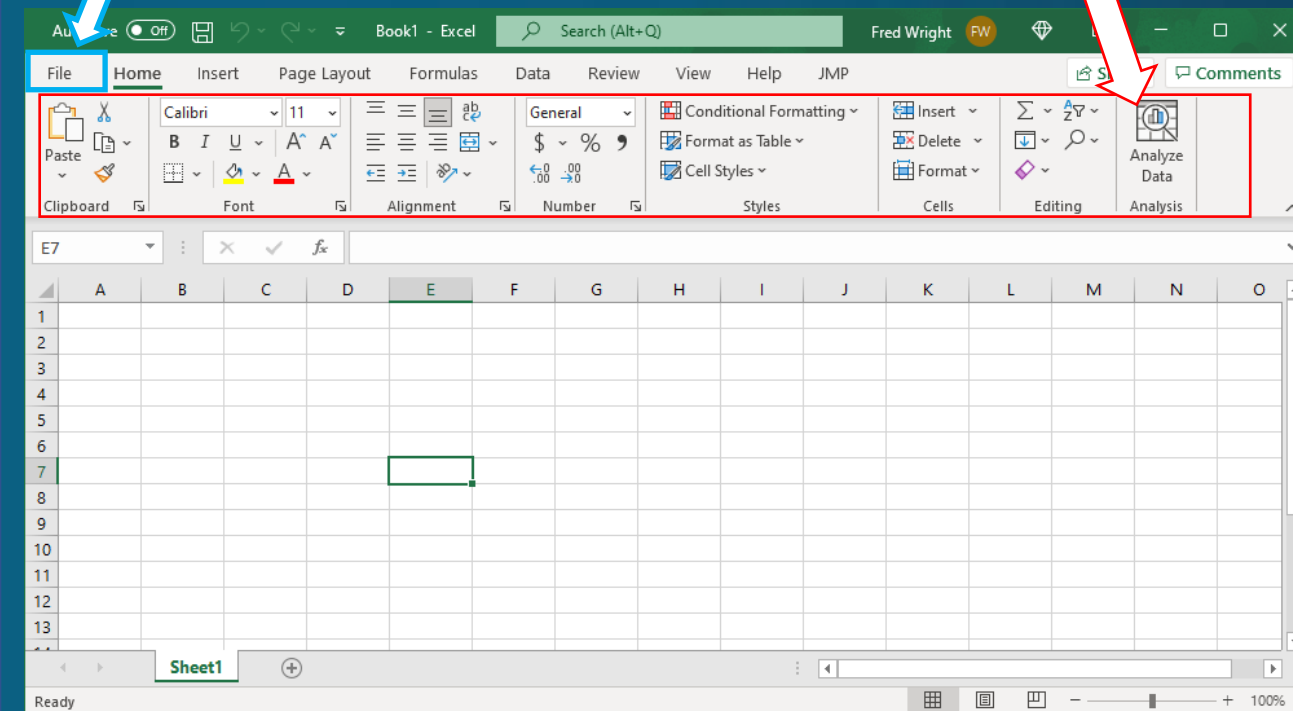 Off Book1 - Excel Search (Alt+Q) Fred Wright FW
File Home Insert Page Layout Formulas Data Review View Help JMP Comments
Calibri 11 ab General Conditional Formatting Insert Σ A Z
Paste B I U A A $ % 9 Format as Table Delete Analyze
A .00 .00 Cell Styles Format Data
Clipboard Font Alignment Number Styles Cells Editing Analysis
E7 fx
A B C D E F G H I J K L M N O
1
2
3
4
5
6
7
8
9
10
11
12
13
Sheet1
Ready 100%